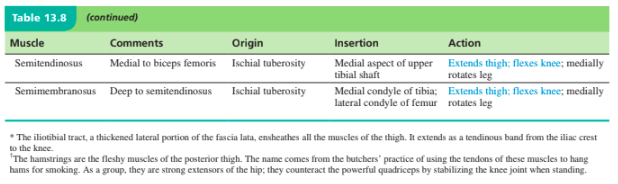 Table 13.8 (continued)
Muscle Comments Origin Insertion Action
Semitendinosus Medial to biceps femoris Ischial tuberosity Medial aspect of upper Extends thigh; flexes knee; medially
tibial shaft rotates leg
Semimembranosus Deep to semitendinosus Ischial tuberosity Medial condyle of tibia; Extends thigh; flexes knee; medially
lateral condyle of femur rotates leg
* The iliotibial tract, a thickened lateral portion of the fascia lata, ensheathes all the muscles of the thigh. It extends as a tendinous band from the iliac crest
to the knee.
†The hamstrings are the fleshy muscles of the posterior thigh. The name comes from the butchers' practice of using the tendons of these muscles to hang
hams for smoking. As a group, they are strong extensors of the hip; they counteract the powerful quadriceps by stabilizing the knee joint when standing.